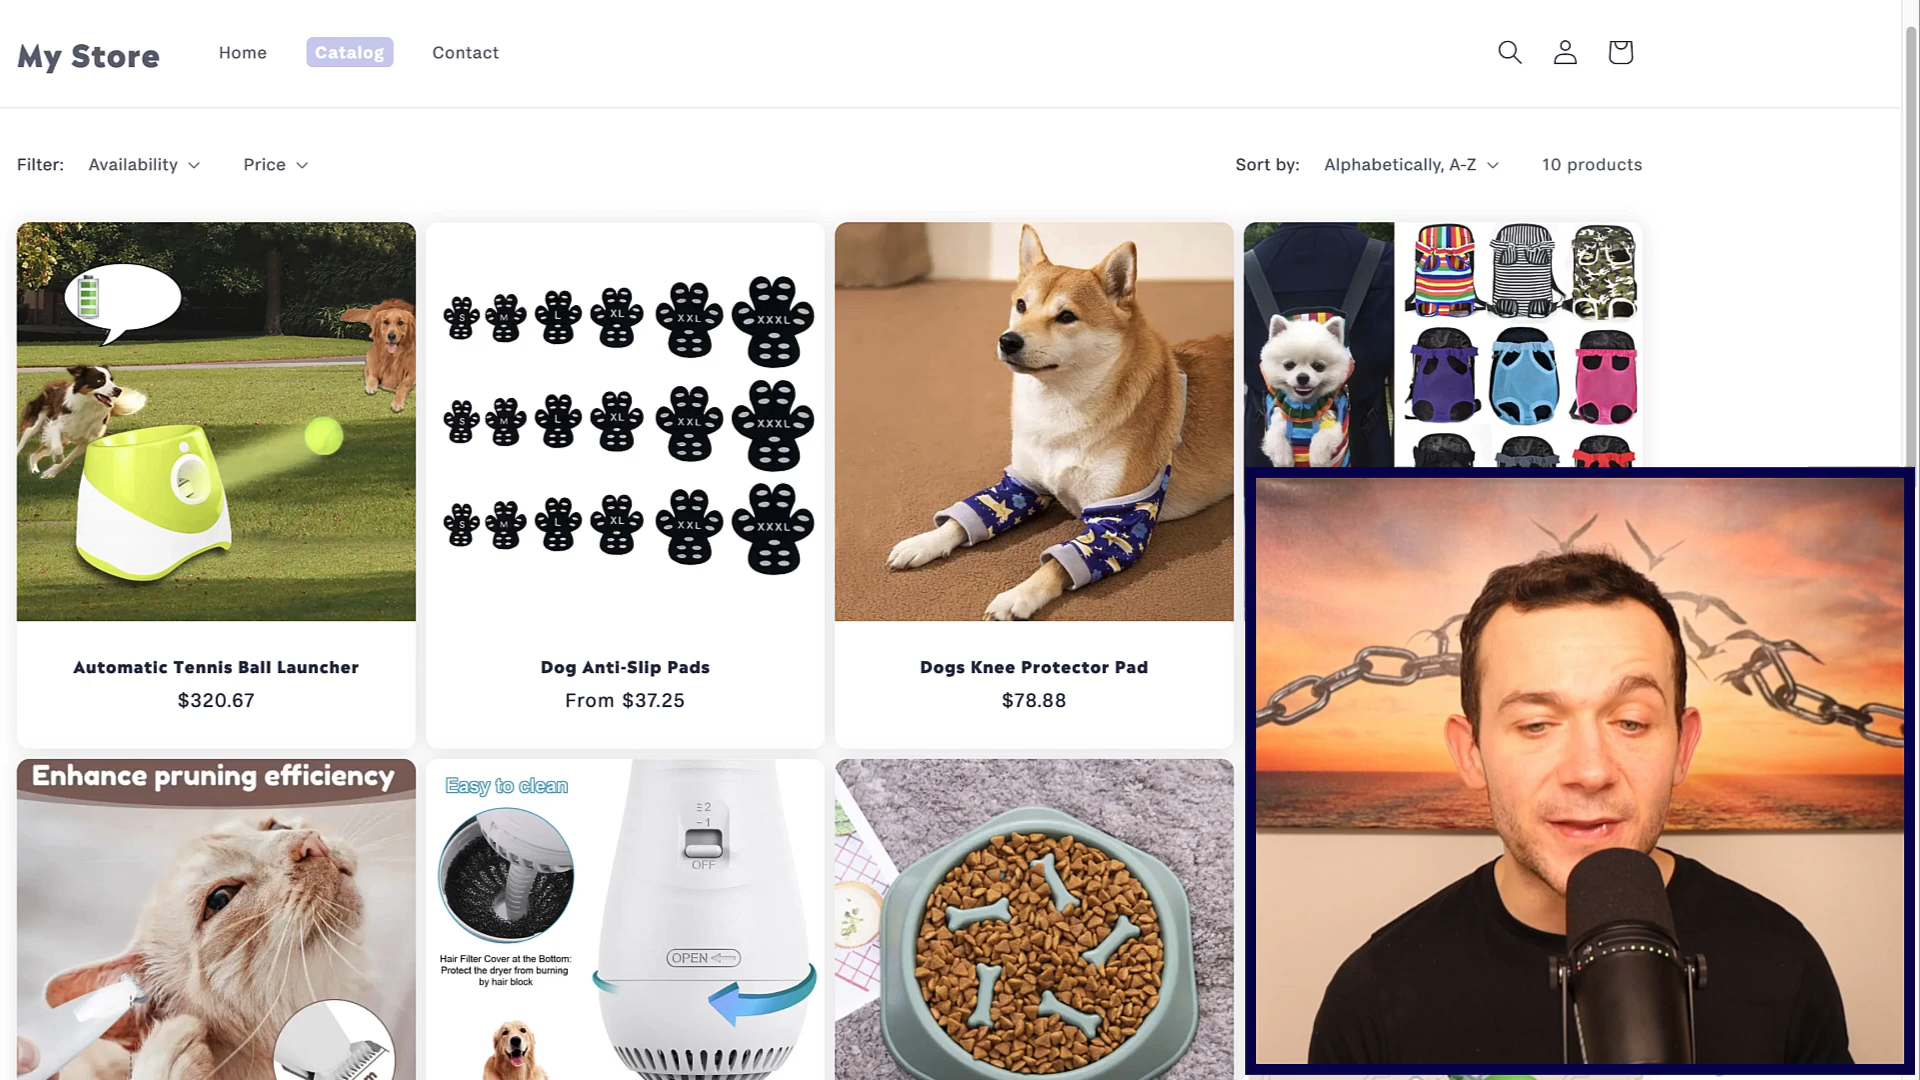 My Store
Home
Catalog
Contact
Filter:
Availability
Price
Sort by:
Alphabetically, A-Z
10 products
S M L XL XXL XXXL
S M L XL XXL XXXL
S M L XL XXL XXXL
Automatic Tennis Ball Launcher
$320.67
Dog Anti-Slip Pads
From $37.25
Dogs Knee Protector Pad
$78.88
Enhance pruning efficiency
Easy to clean
2
1
OFF
OPEN
Hair Filter Cover at the Bottom:
Protect the dryer from burning
by hair block